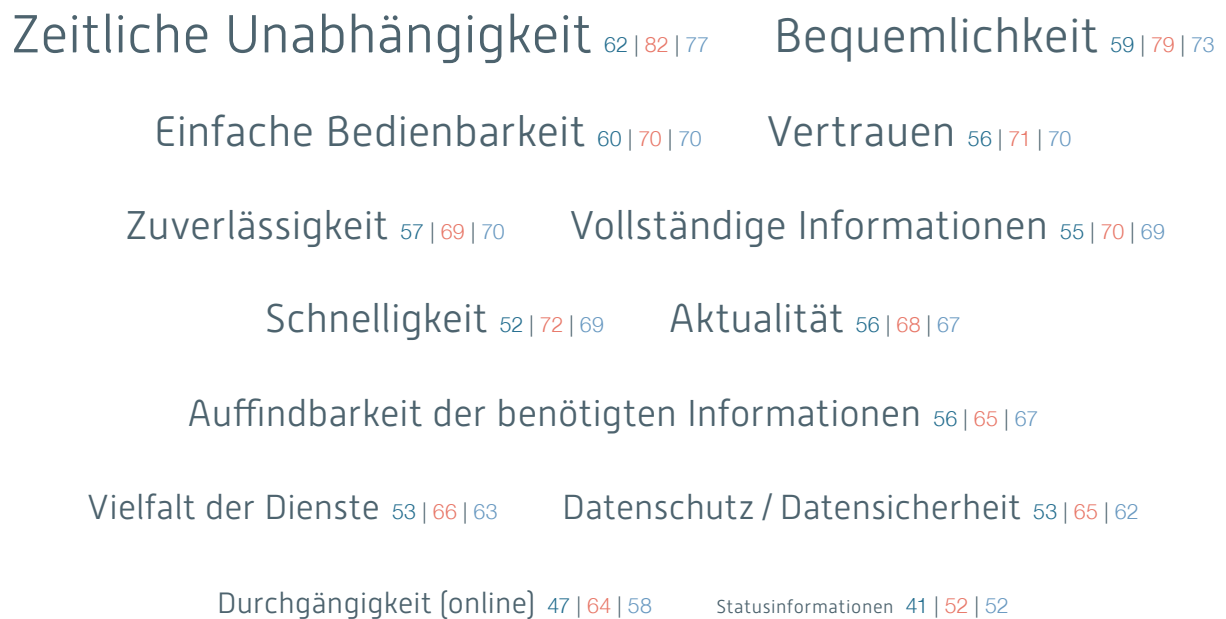 Zeitliche Unabhängigkeit 62 | 82 | 77 Bequemlichkeit 59 | 79 | 73
Einfache Bedienbarkeit 60 | 70 | 70 Vertrauen 56 | 71 | 70
Zuverlässigkeit 57 | 69 | 70 Vollständige Informationen 55 | 70 | 69
Schnelligkeit 52 | 72 | 69 Aktualität 56 | 68 | 67
Auffindbarkeit der benötigten Informationen 56 | 65 | 67
Vielfalt der Dienste 53 | 66 | 63 Datenschutz / Datensicherheit 53 | 65 | 62
Durchgängigkeit (online) 47 | 64 | 58 Statusinformationen 41 | 52 | 52